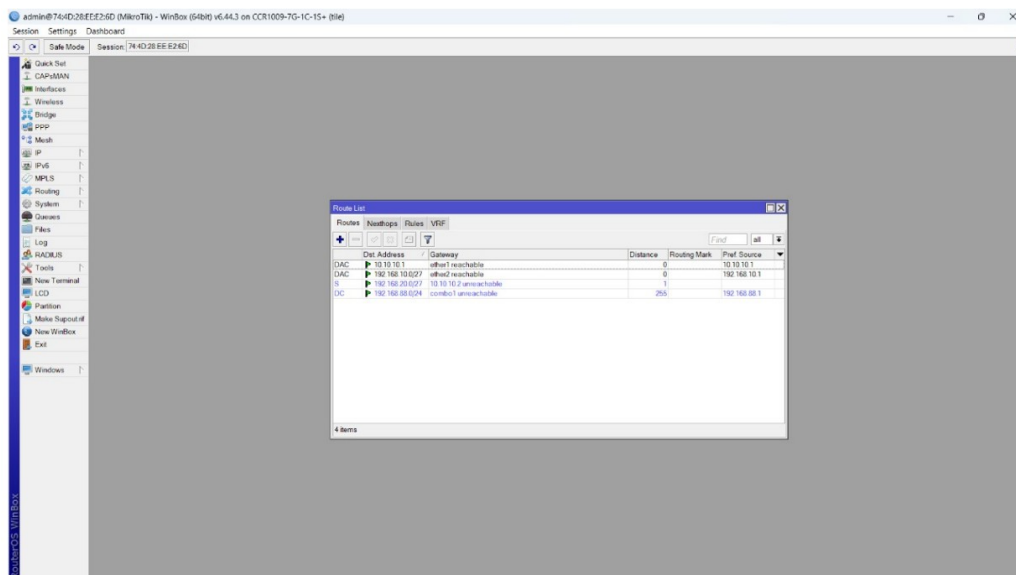 admin@74:4D:28:EE:E2:6D (MikroTik) - WinBox (64bit) v6.44.3 on CCR1009-7G-1C-1S+ (tile)
Session Settings Dashboard
Safe Mode Session: 74:4D:28:EE:E2:6D
Quick Set
CAPsMAN
Interfaces
Wireless
Bridge
PPP
Mesh
IP
IPv6
MPLS
Routing
System
Queues
Files
Log
RADIUS
Tools
New Terminal
LCD
Partition
Make Supout.rif
New WinBox
Exit
Windows
RouterOS WinBox
Route List
Routes Nexthops Rules VRF
Find all
Dst. Address Gateway Distance Routing Mark Pref. Source
DAC 10.10.10.1 ether1 reachable 0 10.10.10.1
DAC 192.168.10.0/27 ether2 reachable 0 192.168.10.1
S 192.168.20.0/27 10.10.10.2 unreachable 1
DC 192.168.88.0/24 combo1 unreachable 255 192.168.88.1
4 items